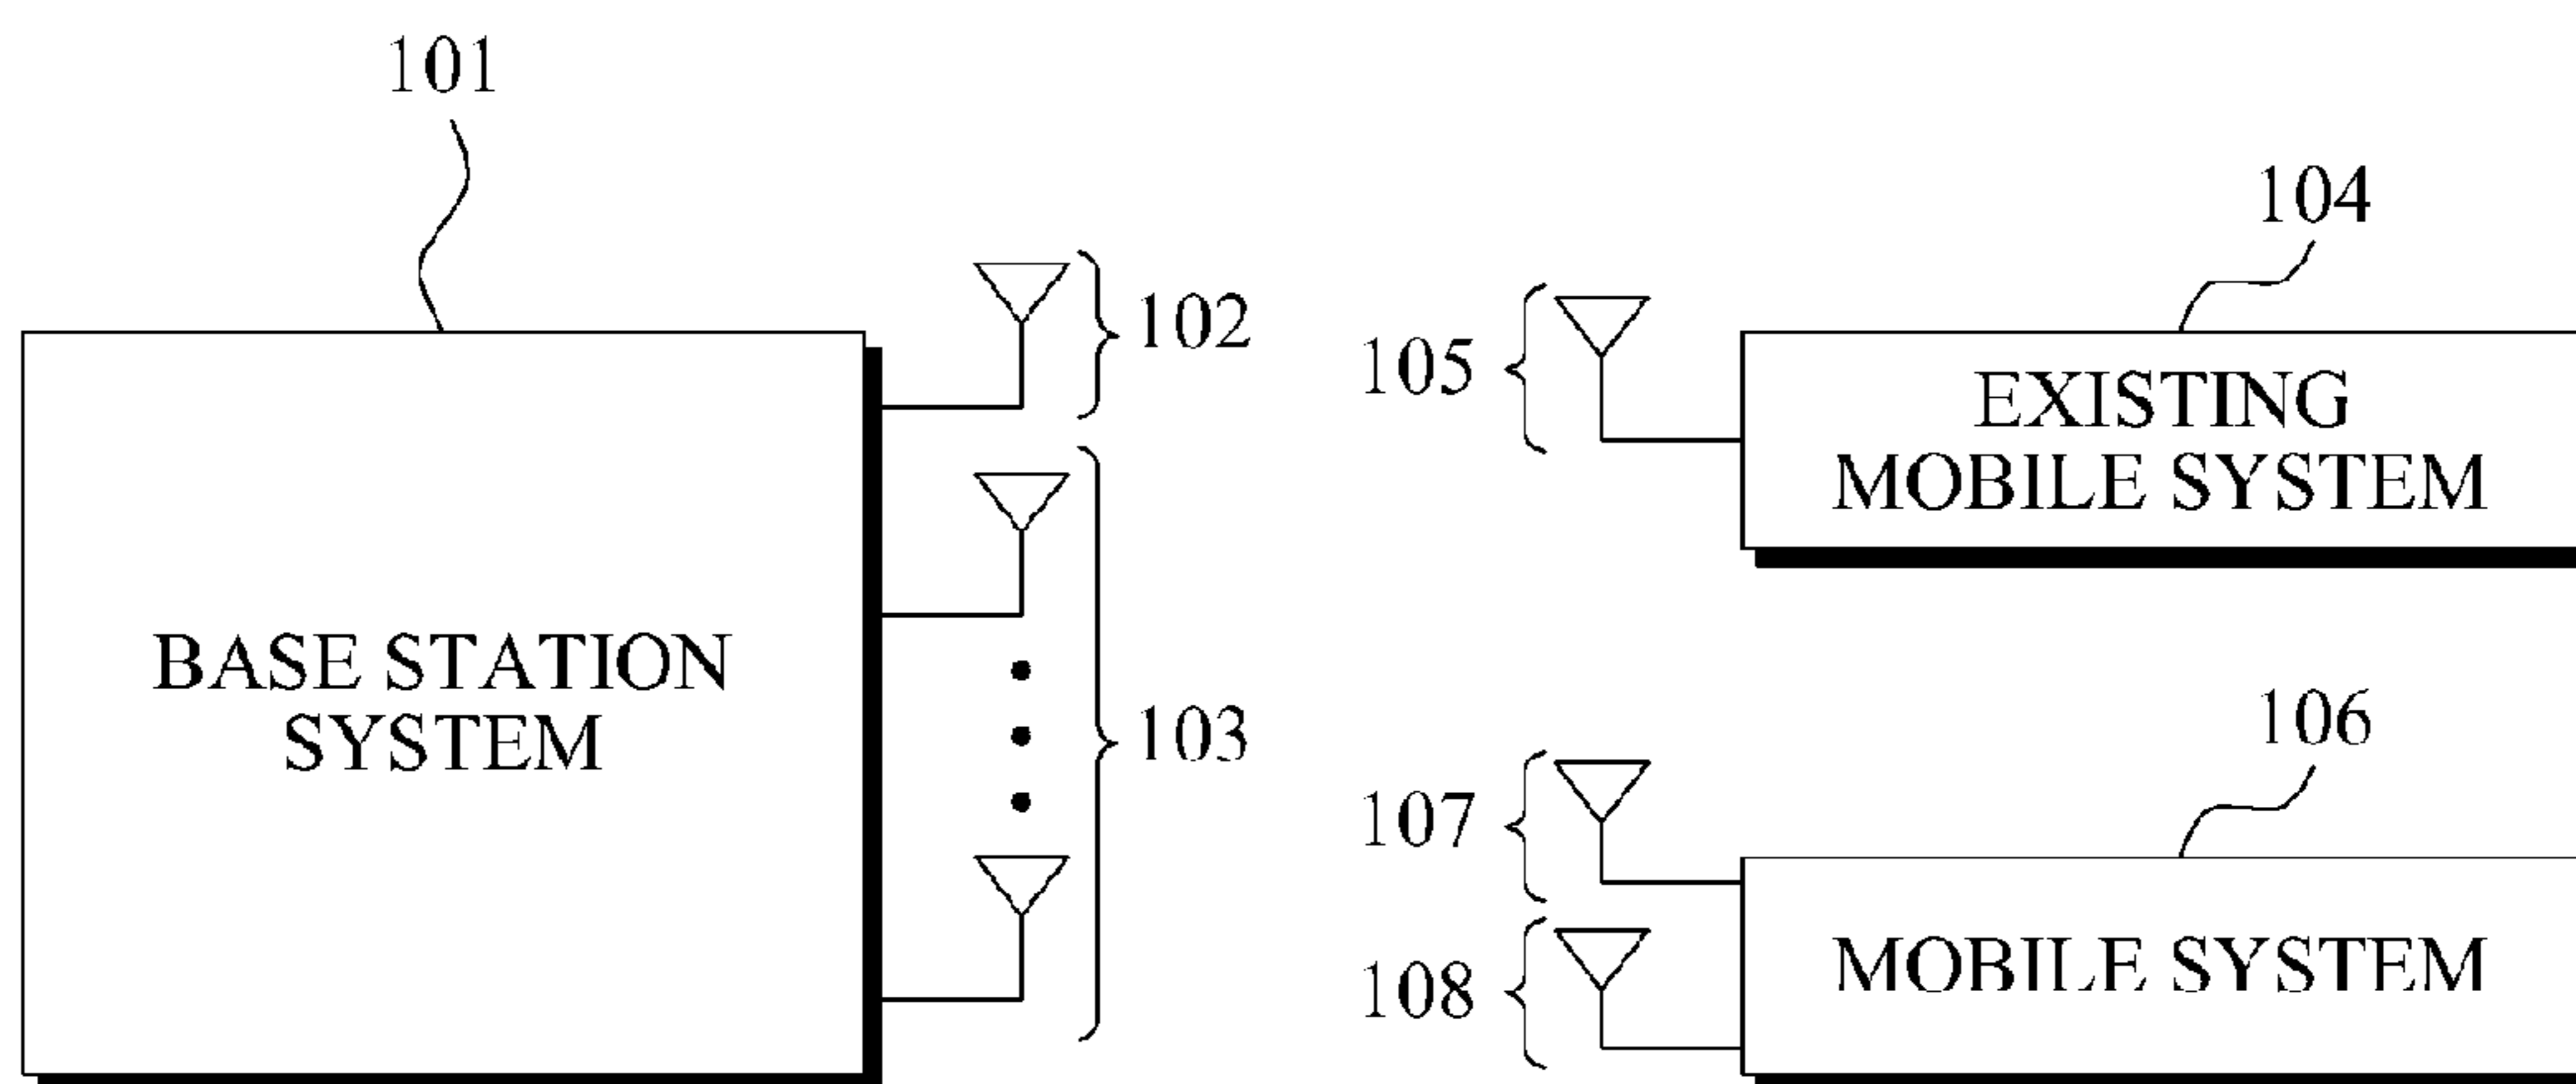 101
102
103
BASE STATION
SYSTEM
104
105
EXISTING
MOBILE SYSTEM
106
107
108
MOBILE SYSTEM